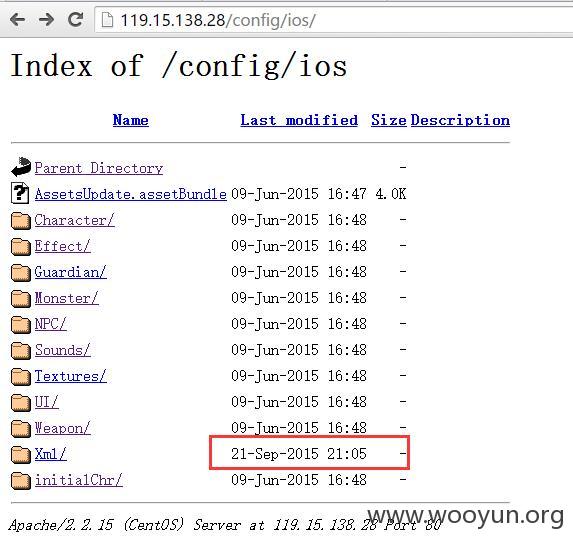 119.15.138.28/config/ios/
Index of /config/ios
Name Last modified Size Description
Parent Directory -
AssetsUpdate.assetBundle 09-Jun-2015 16:47 4.0K
Character/ 09-Jun-2015 16:48 -
Effect/ 09-Jun-2015 16:48 -
Guardian/ 09-Jun-2015 16:48 -
Monster/ 09-Jun-2015 16:48 -
NPC/ 09-Jun-2015 16:48 -
Sounds/ 09-Jun-2015 16:48 -
Textures/ 09-Jun-2015 16:48 -
UI/ 09-Jun-2015 16:48 -
Weapon/ 09-Jun-2015 16:48 -
Xml/ 21-Sep-2015 21:05 -
initialChr/ 09-Jun-2015 16:48 -
Apache/2.2.15 (CentOS) Server at 119.15.138.28 Port 80
www.wooyun.org